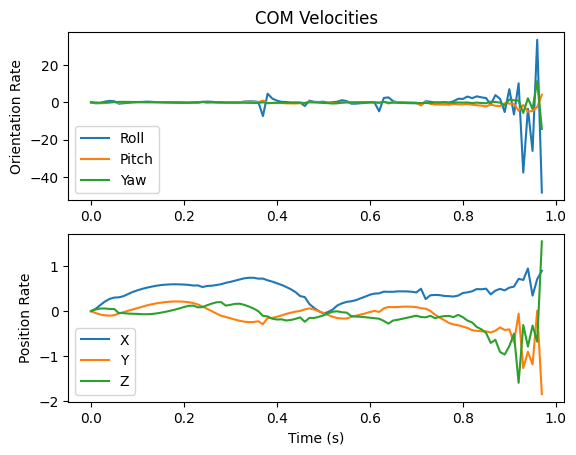 COM Velocities
Orientation Rate
20
0
−20
−40
Roll
Pitch
Yaw
0.0 0.2 0.4 0.6 0.8 1.0
Position Rate
1
0
−1
−2
X
Y
Z
0.0 0.2 0.4 0.6 0.8 1.0
Time (s)